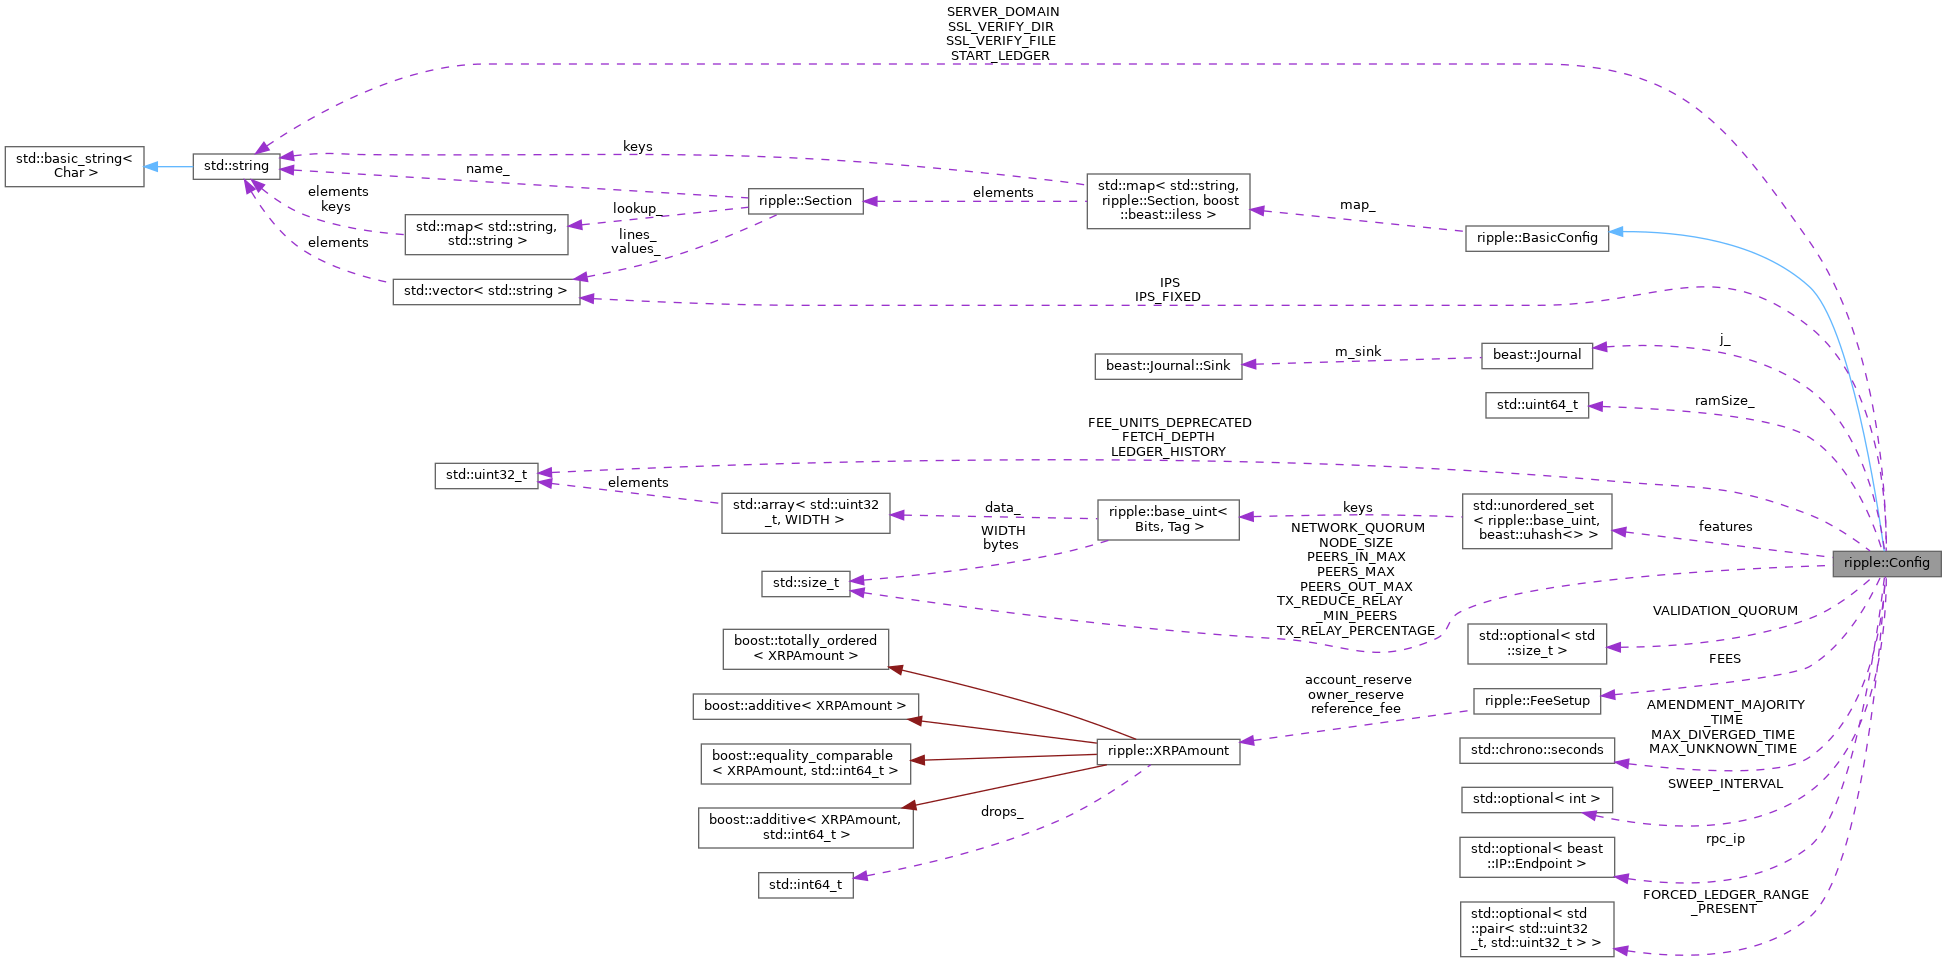 SERVER_DOMAIN
SSL_VERIFY_DIR
SSL_VERIFY_FILE
START_LEDGER
std::basic_string<
Char >
std::string
keys
name_
elements
keys
lookup_
lines_
values_
elements
std::map< std::string,
std::string >
std::vector< std::string >
ripple::Section
elements
std::map< std::string,
ripple::Section, boost
::beast::iless >
map_
ripple::BasicConfig
IPS
IPS_FIXED
beast::Journal::Sink
m_sink
beast::Journal
j_
std::uint64_t
ramSize_
FEE_UNITS_DEPRECATED
FETCH_DEPTH
LEDGER_HISTORY
std::uint32_t
elements
std::array< std::uint32
_t, WIDTH >
data_
WIDTH
bytes
ripple::base_uint<
Bits, Tag >
keys
std::unordered_set
< ripple::base_uint,
beast::uhash<> >
features
ripple::Config
std::size_t
NETWORK_QUORUM
NODE_SIZE
PEERS_IN_MAX
PEERS_MAX
PEERS_OUT_MAX
TX_REDUCE_RELAY
_MIN_PEERS
TX_RELAY_PERCENTAGE
VALIDATION_QUORUM
std::optional< std
::size_t >
boost::totally_ordered
< XRPAmount >
boost::additive< XRPAmount >
boost::equality_comparable
< XRPAmount, std::int64_t >
boost::additive< XRPAmount,
std::int64_t >
std::int64_t
drops_
ripple::XRPAmount
account_reserve
owner_reserve
reference_fee
FEES
ripple::FeeSetup
AMENDMENT_MAJORITY
_TIME
MAX_DIVERGED_TIME
MAX_UNKNOWN_TIME
std::chrono::seconds
SWEEP_INTERVAL
std::optional< int >
rpc_ip
std::optional< beast
::IP::Endpoint >
FORCED_LEDGER_RANGE
_PRESENT
std::optional< std
::pair< std::uint32
_t, std::uint32_t > >